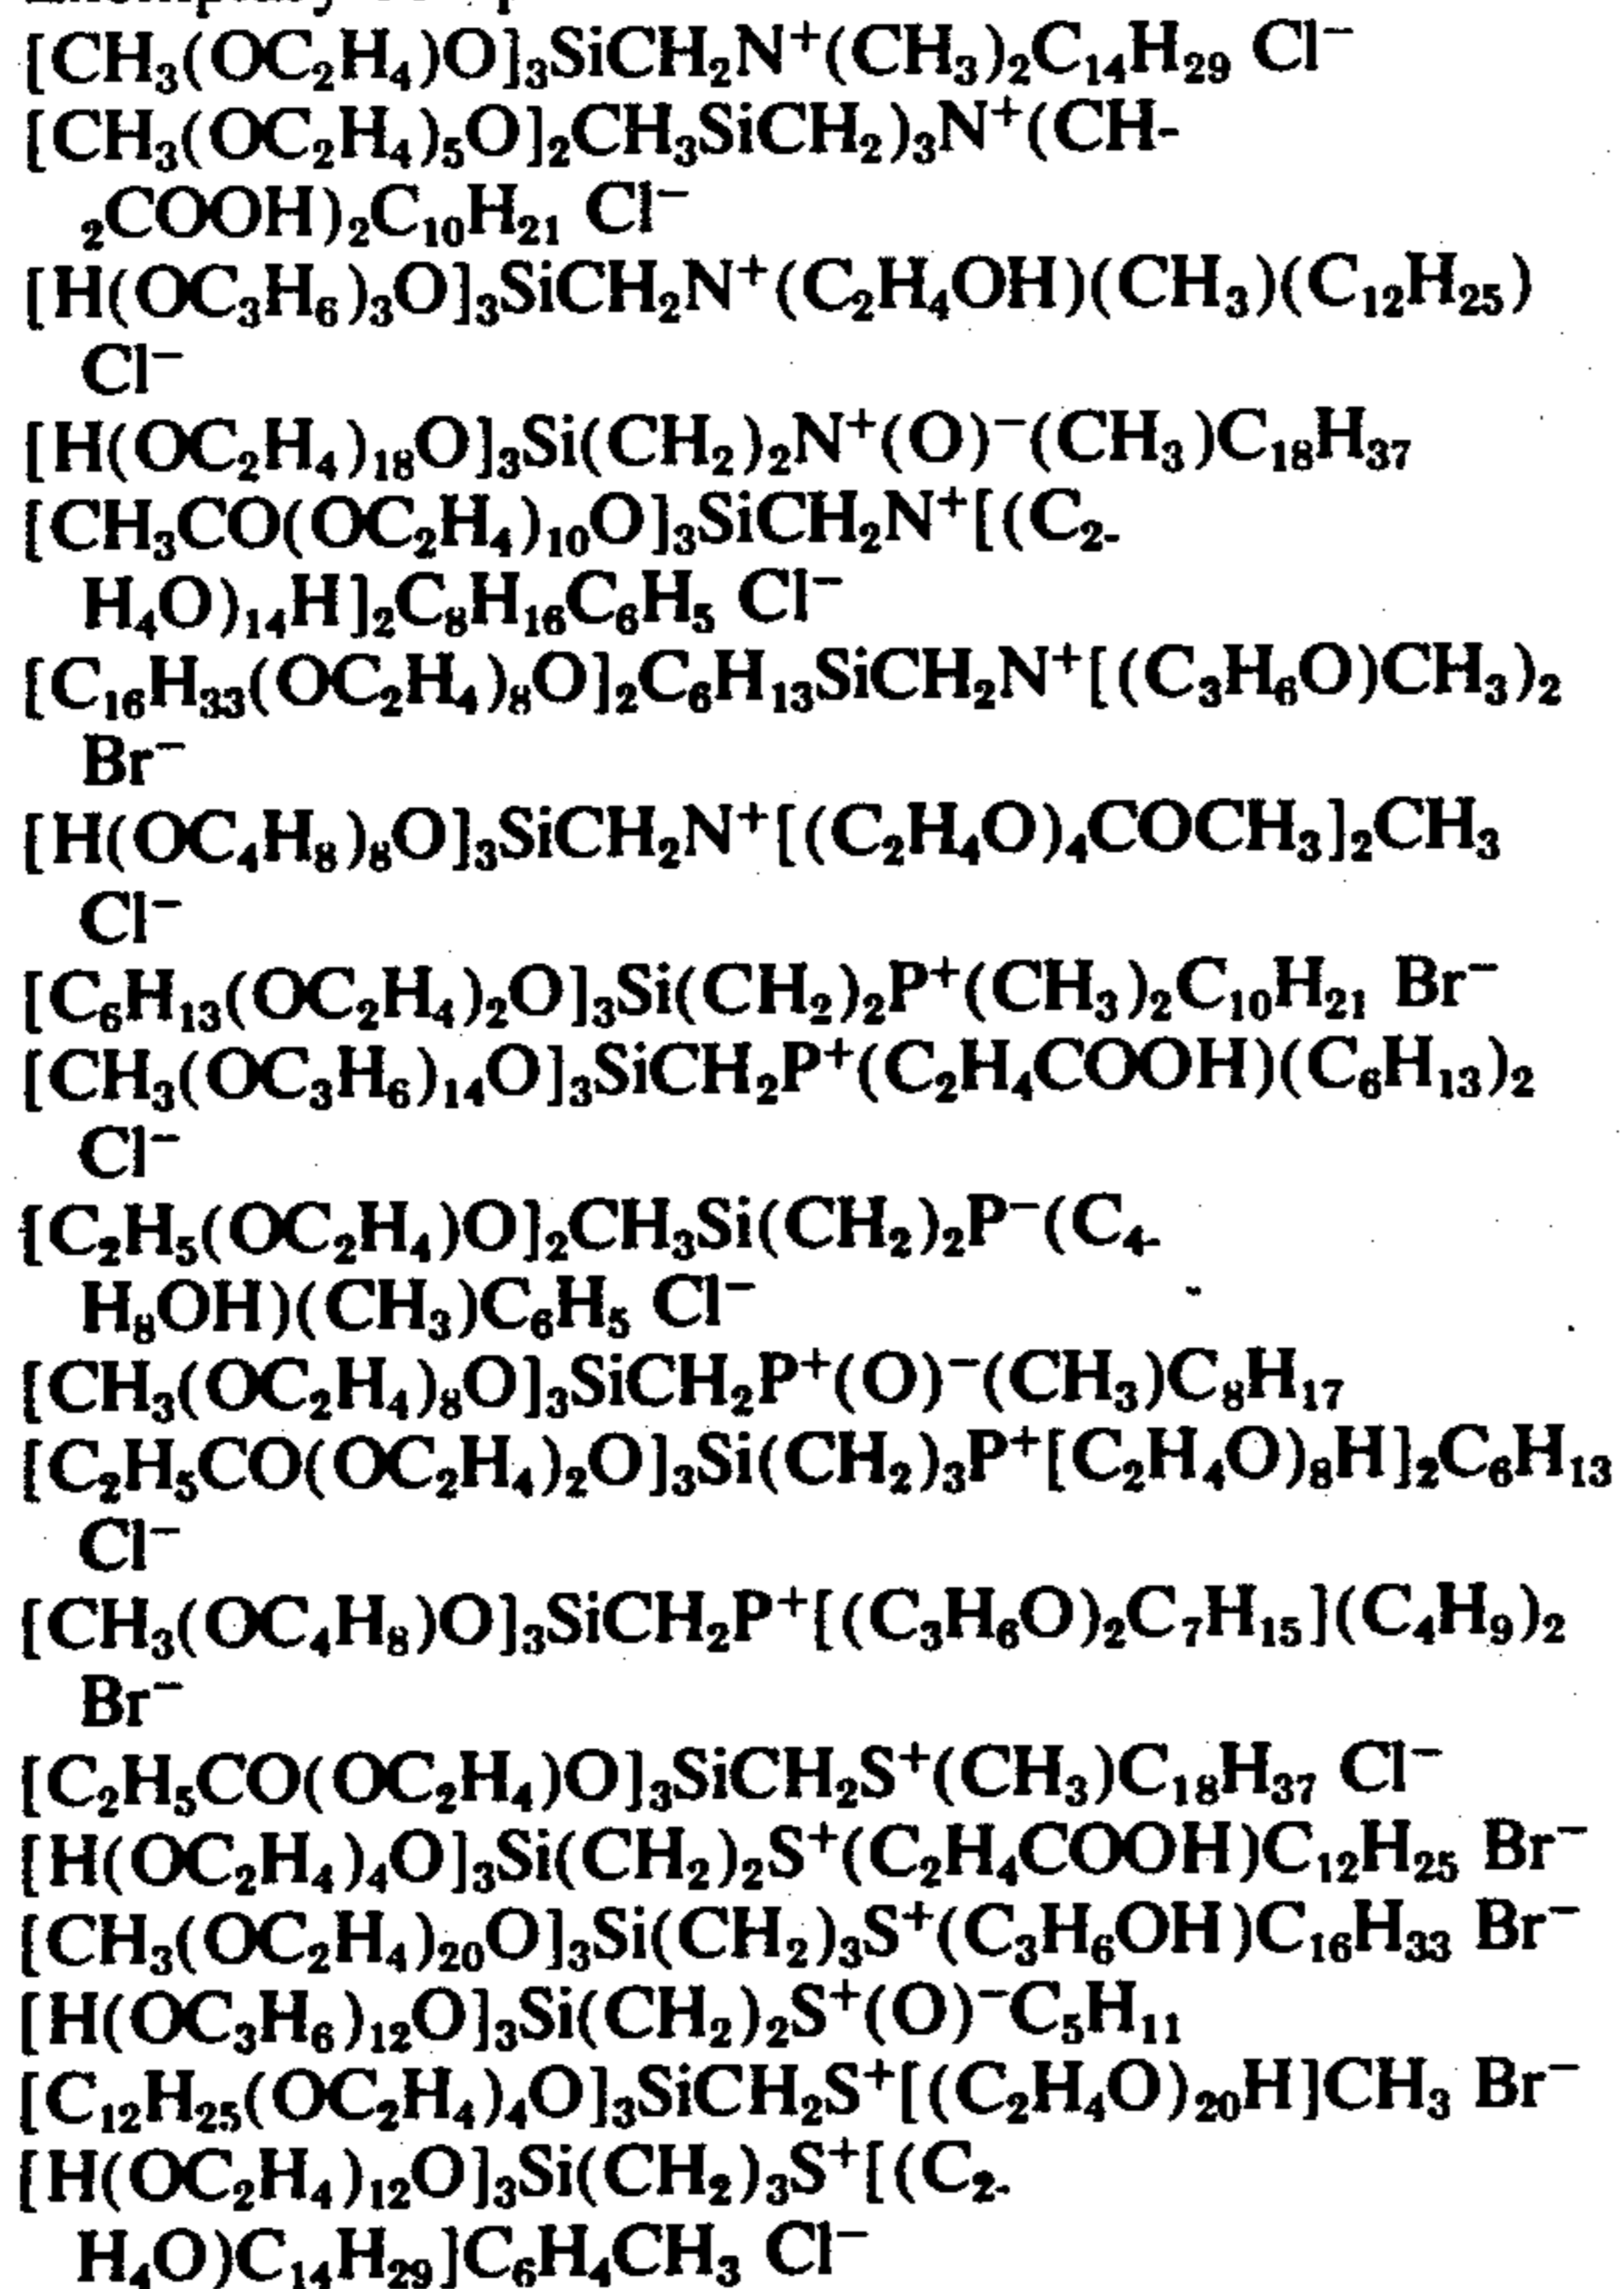 [CH₃(OC₂H₄)O]₃SiCH₂N⁺(CH₃)₂C₁₄H₂₉ Cl⁻
[CH₃(OC₂H₄)₅O]₂CH₃SiCH₂)₃N⁺(CH-
₂COOH)₂C₁₀H₂₁ Cl⁻
[H(OC₃H₆)₃O]₃SiCH₂N⁺(C₂H₄OH)(CH₃)(C₁₂H₂₅)
Cl⁻
[H(OC₂H₄)₁₈O]₃Si(CH₂)₂N⁺(O)⁻(CH₃)C₁₈H₃₇
[CH₃CO(OC₂H₄)₁₀O]₃SiCH₂N⁺[(C₂-
H₄O)₁₄H]₂C₈H₁₆C₆H₅ Cl⁻
[C₁₆H₃₃(OC₂H₄)₈O]₂C₆H₁₃SiCH₂N⁺[(C₃H₆O)CH₃)₂
Br⁻
[H(OC₄H₈)₈O]₃SiCH₂N⁺[(C₂H₄O)₄COCH₃]₂CH₃
Cl⁻
[C₆H₁₃(OC₂H₄)₂O]₃Si(CH₂)₂P⁺(CH₃)₂C₁₀H₂₁ Br⁻
[CH₃(OC₃H₆)₁₄O]₃SiCH₂P⁺(C₂H₄COOH)(C₆H₁₃)₂
Cl⁻
[C₂H₅(OC₂H₄)O]₂CH₃Si(CH₂)₂P⁻(C₄-
H₈OH)(CH₃)C₆H₅ Cl⁻
[CH₃(OC₂H₄)₈O]₃SiCH₂P⁺(O)⁻(CH₃)C₈H₁₇
[C₂H₅CO(OC₂H₄)₂O]₃Si(CH₂)₃P⁺[C₂H₄O)₈H]₂C₆H₁₃
Cl⁻
[CH₃(OC₄H₈)O]₃SiCH₂P⁺[(C₃H₆O)₂C₇H₁₅](C₄H₉)₂
Br⁻
[C₂H₅CO(OC₂H₄)O]₃SiCH₂S⁺(CH₃)C₁₈H₃₇ Cl⁻
[H(OC₂H₄)₄O]₃Si(CH₂)₂S⁺(C₂H₄COOH)C₁₂H₂₅ Br⁻
[CH₃(OC₂H₄)₂₀O]₃Si(CH₂)₃S⁺(C₃H₆OH)C₁₆H₃₃ Br⁻
[H(OC₃H₆)₁₂O]₃Si(CH₂)₂S⁺(O)⁻C₅H₁₁
[C₁₂H₂₅(OC₂H₄)₄O]₃SiCH₂S⁺[(C₂H₄O)₂₀H]CH₃ Br⁻
[H(OC₂H₄)₁₂O]₃Si(CH₂)₃S⁺[(C₂-
H₄O)C₁₄H₂₉]C₆H₄CH₃ Cl⁻